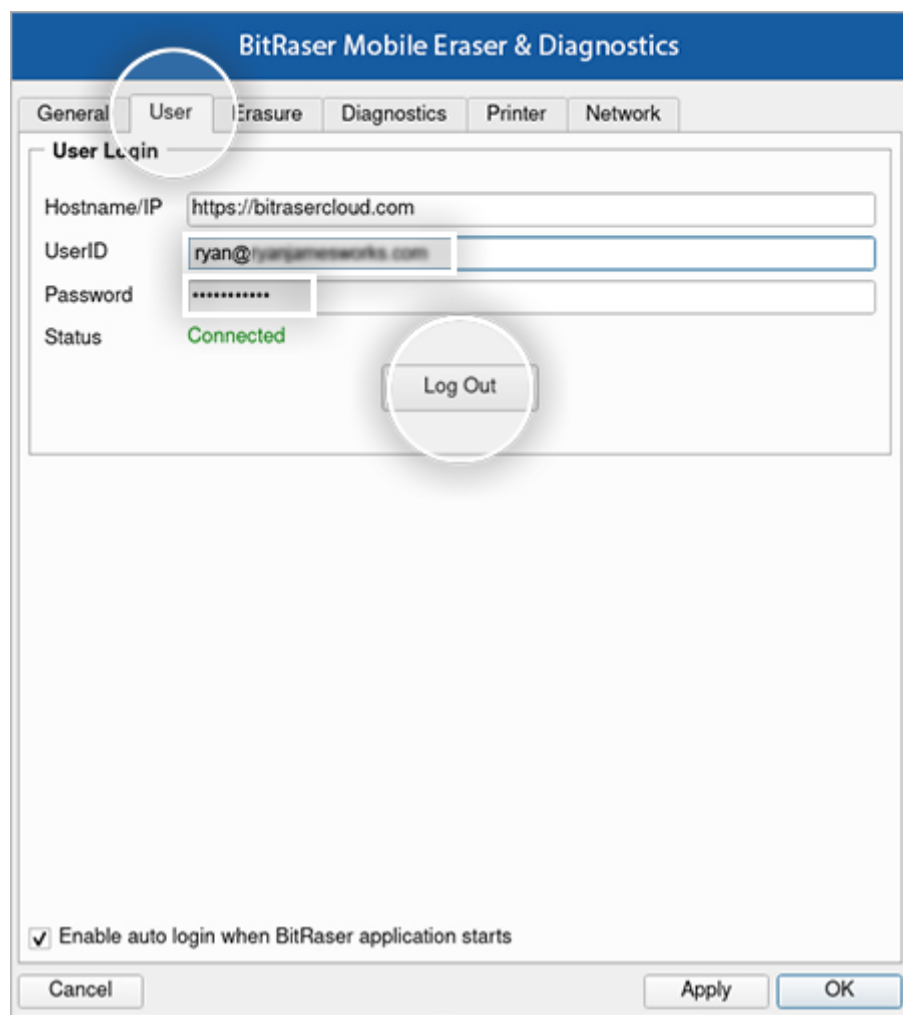 BitRaser Mobile Eraser & Diagnostics
General User Erasure Diagnostics Printer Network
User Login
Hostname/IP https://bitrasercloud.com
UserID ryan@
Password •••••••••••
Status Connected
Log Out
Enable auto login when BitRaser application starts
Cancel Apply OK